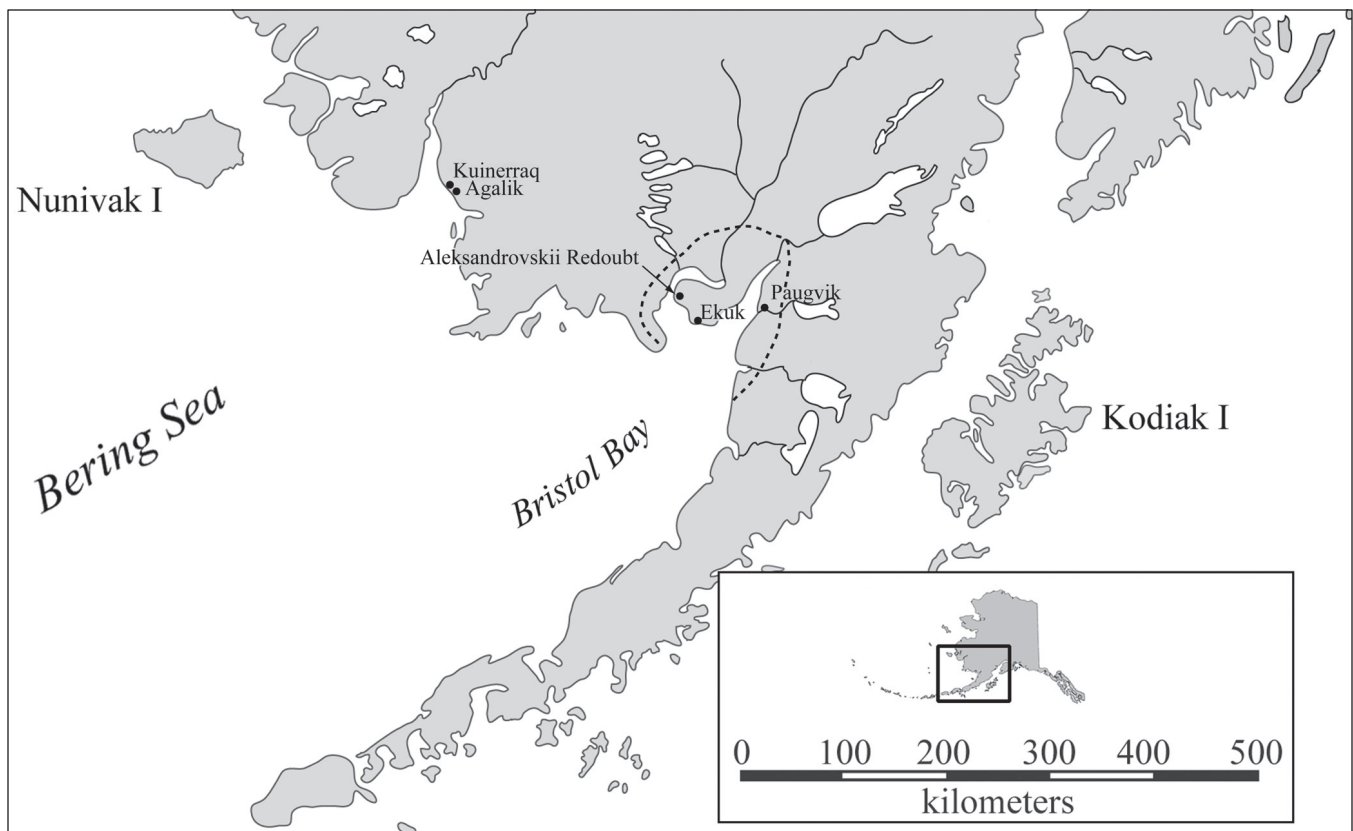 Kuinerraq
Agalik
Nunivak I
Aleksandrovskii Redoubt
Paugvik
Ekuk
Kodiak I
Bering Sea
Bristol Bay
0 100 200 300 400 500
kilometers